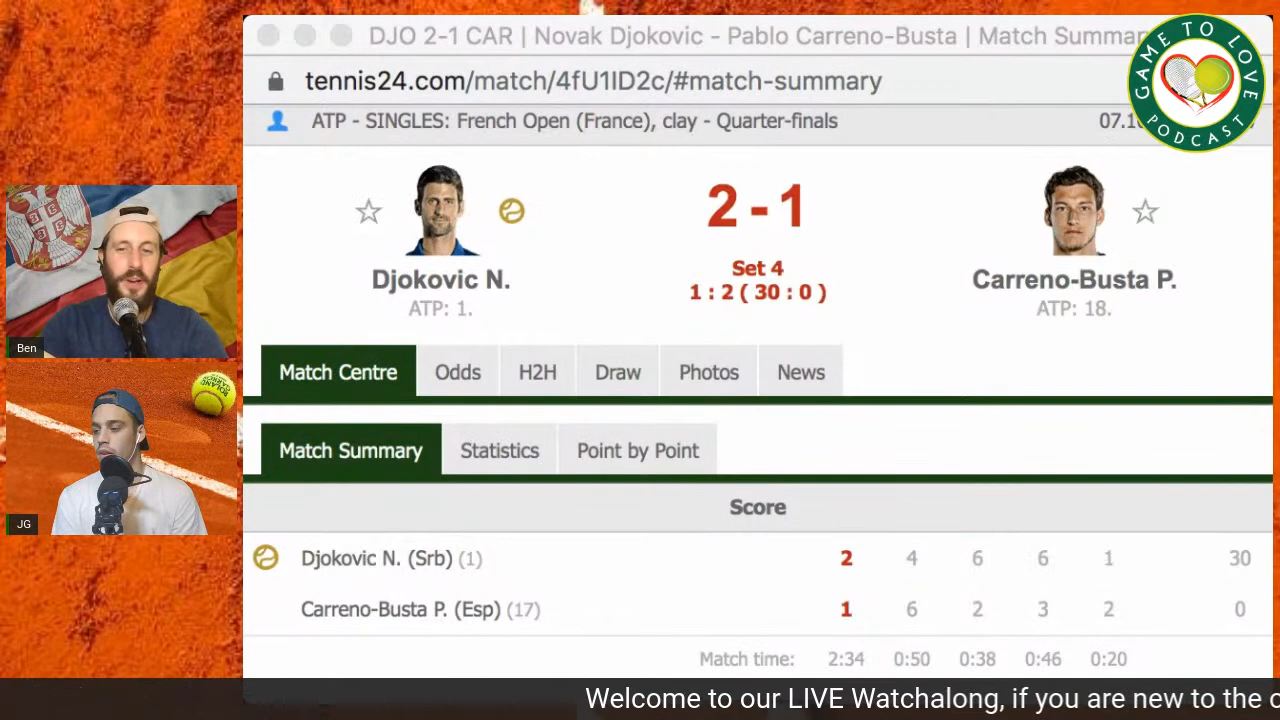 DJO 2-1 CAR | Novak Djokovic - Pablo Carreno-Busta | Match Summar
tennis24.com/match/4fU1ID2c/#match-summary
GAME TO LOVE PODCAST
ATP - SINGLES: French Open (France), clay - Quarter-finals
2 - 1
Set 4
1 : 2 ( 30 : 0 )
Djokovic N.
ATP: 1.
Carreno-Busta P.
ATP: 18.
Ben
Match Centre Odds H2H Draw Photos News
ROLAND GARROS
Match Summary Statistics Point by Point
Score
JG
Djokovic N. (Srb) (1) 2 4 6 6 1 30
Carreno-Busta P. (Esp) (17) 1 6 2 3 2 0
Match time: 2:34 0:50 0:38 0:46 0:20
Welcome to our LIVE Watchalong, if you are new to the